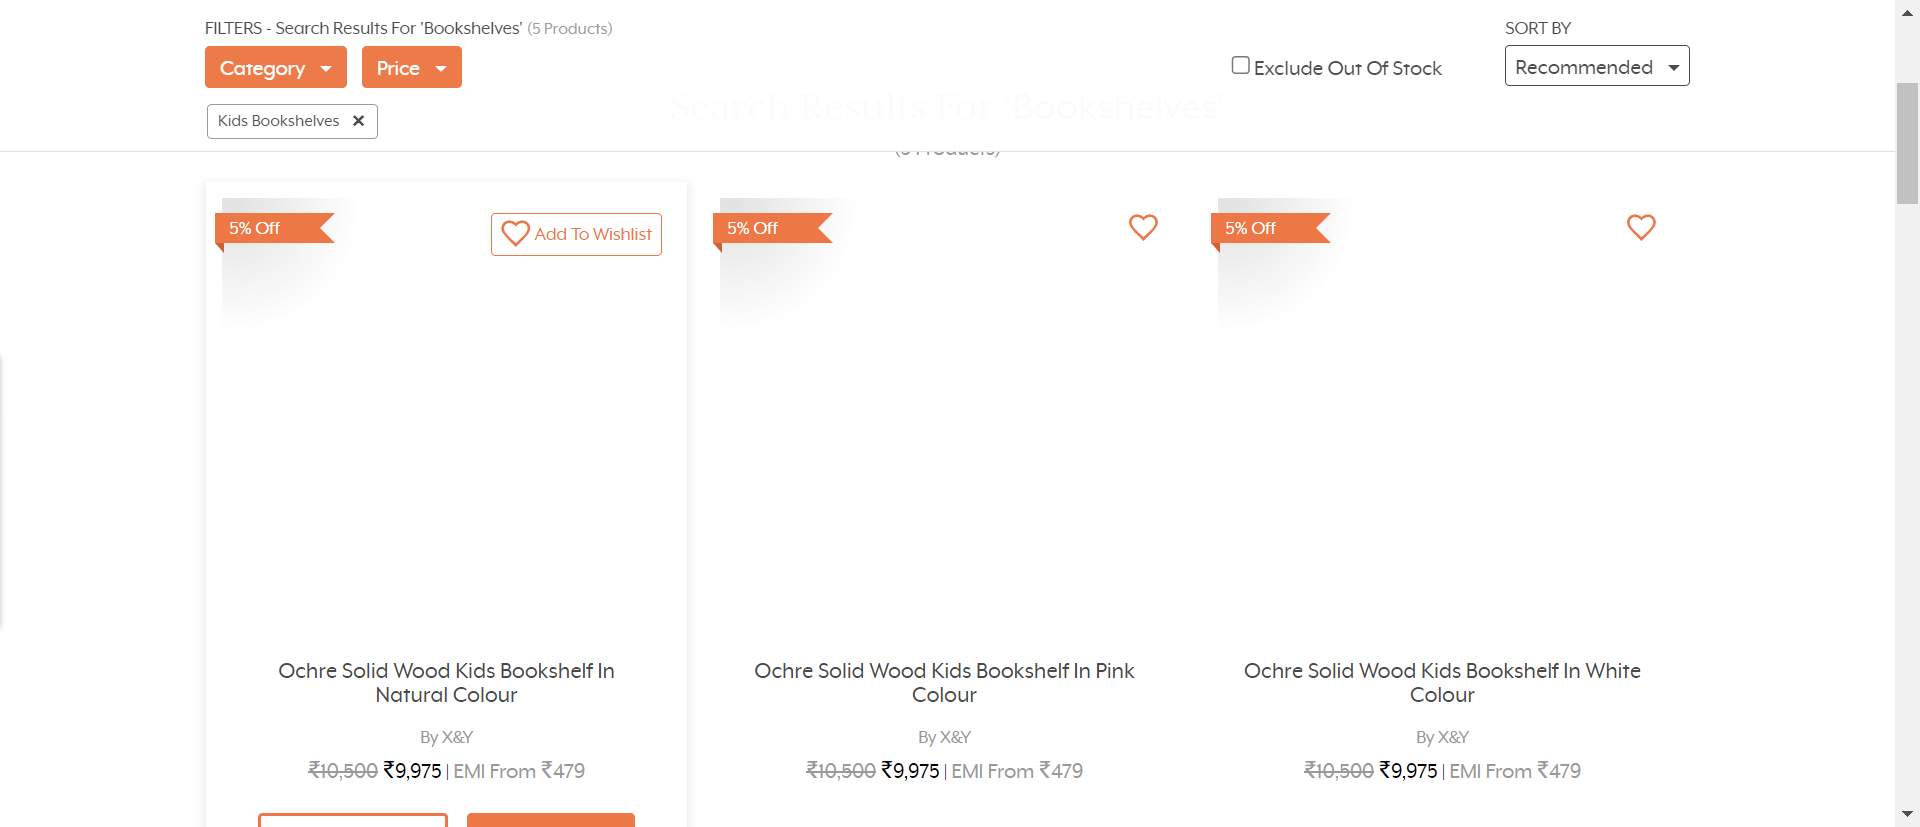 FILTERS - Search Results For 'Bookshelves' (5 Products)
SORT BY
Category
Price
Exclude Out Of Stock
Recommended
Kids Bookshelves ✕
Search Results For 'Bookshelves'
(5 Products)
5% Off
Add To Wishlist
5% Off
5% Off
Ochre Solid Wood Kids Bookshelf In
Natural Colour
By X&Y
₹10,500 ₹9,975 | EMI From ₹479
Ochre Solid Wood Kids Bookshelf In Pink
Colour
By X&Y
₹10,500 ₹9,975 | EMI From ₹479
Ochre Solid Wood Kids Bookshelf In White
Colour
By X&Y
₹10,500 ₹9,975 | EMI From ₹479